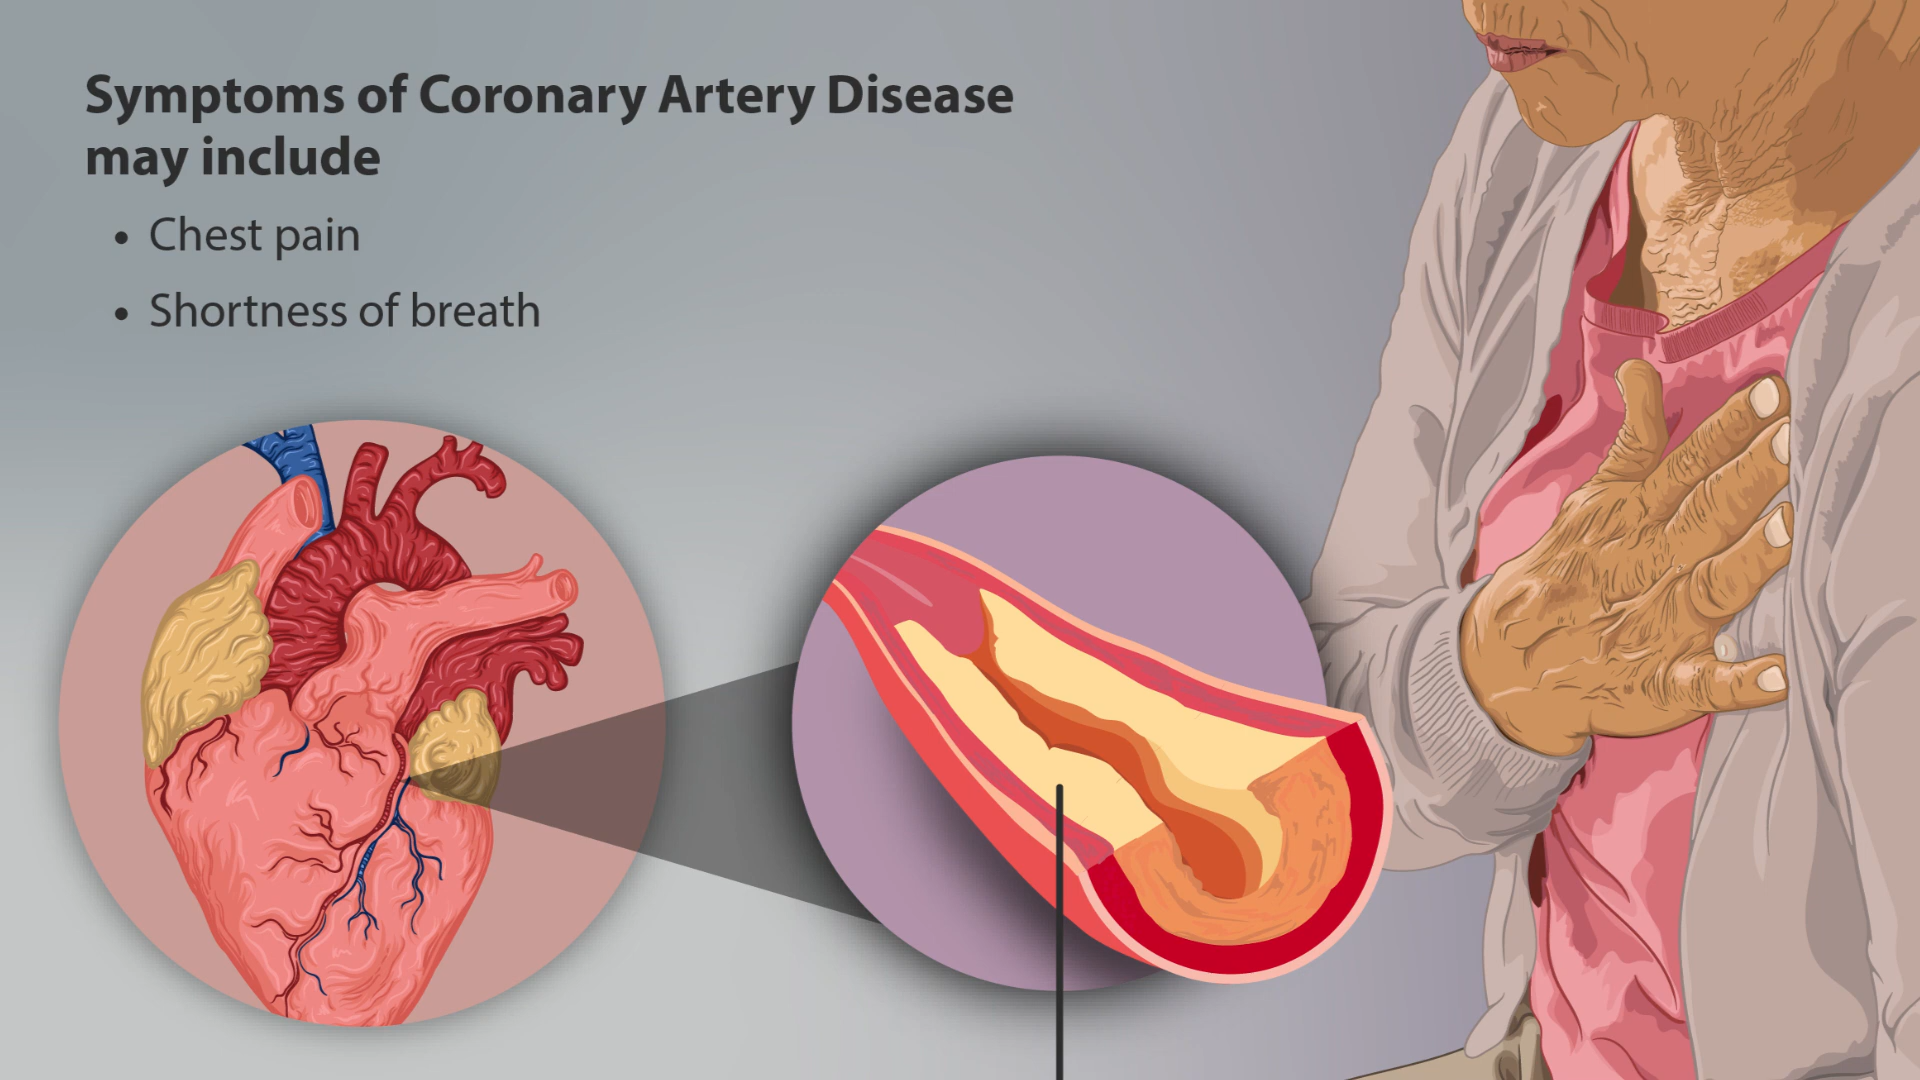 Symptoms of Coronary Artery Disease
may include
• Chest pain
• Shortness of breath